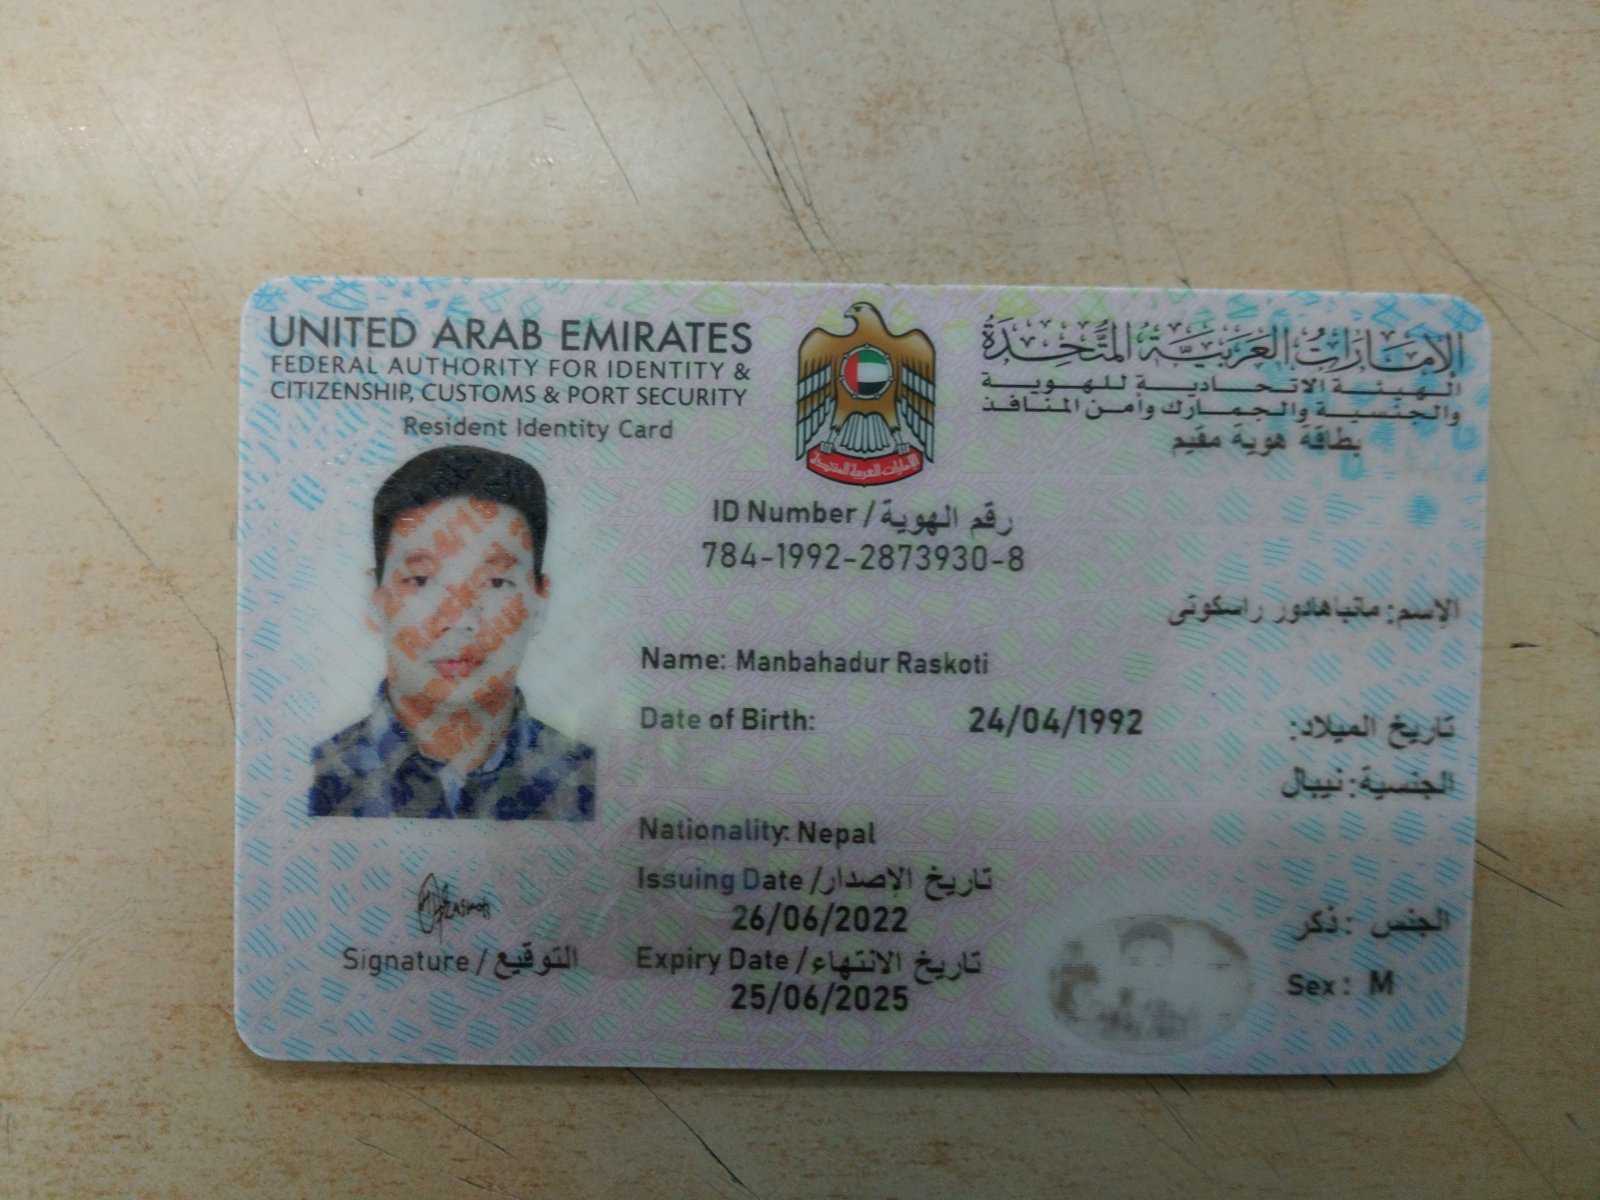 UNITED ARAB EMIRATES
FEDERAL AUTHORITY FOR IDENTITY &
CITIZENSHIP, CUSTOMS & PORT SECURITY
Resident Identity Card
الإمارات العربية المتحدة
الهيئة الاتحادية للهوية
والجنسية والجمارك وأمن المنافذ
بطاقة هوية مقيم
ID Number / رقم الهوية
784-1992-2873930-8
الإسم: مانباهادور راسكوتى
Name: Manbahadur Raskoti
Date of Birth: 24/04/1992 تاريخ الميلاد:
الجنسية: نيبال
Nationality: Nepal
Issuing Date / تاريخ الإصدار
26/06/2022
Expiry Date / تاريخ الانتهاء
25/06/2025
الجنس : ذكر
Sex: M
Signature / التوقيع